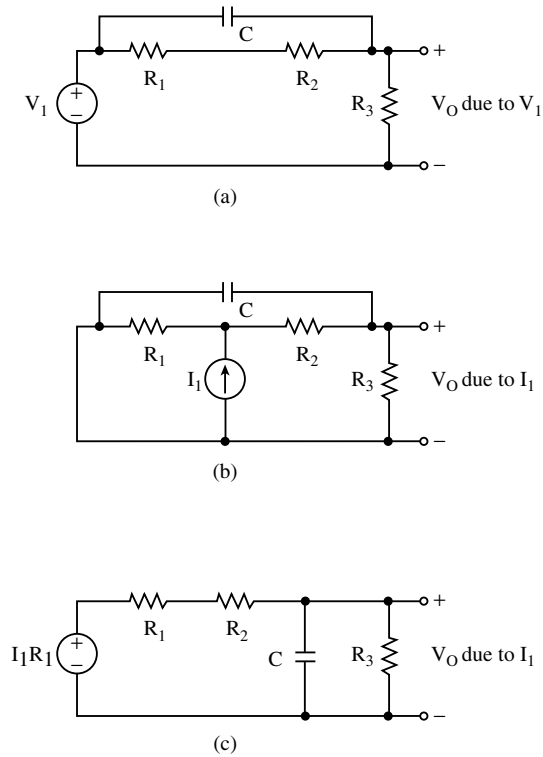 C
R1 R2
V1 + − R3 + VO due to V1 −
(a)
C
R1 R2
I1 R3 + VO due to I1 −
(b)
R1 R2
I1R1 + − C R3 + VO due to I1 −
(c)